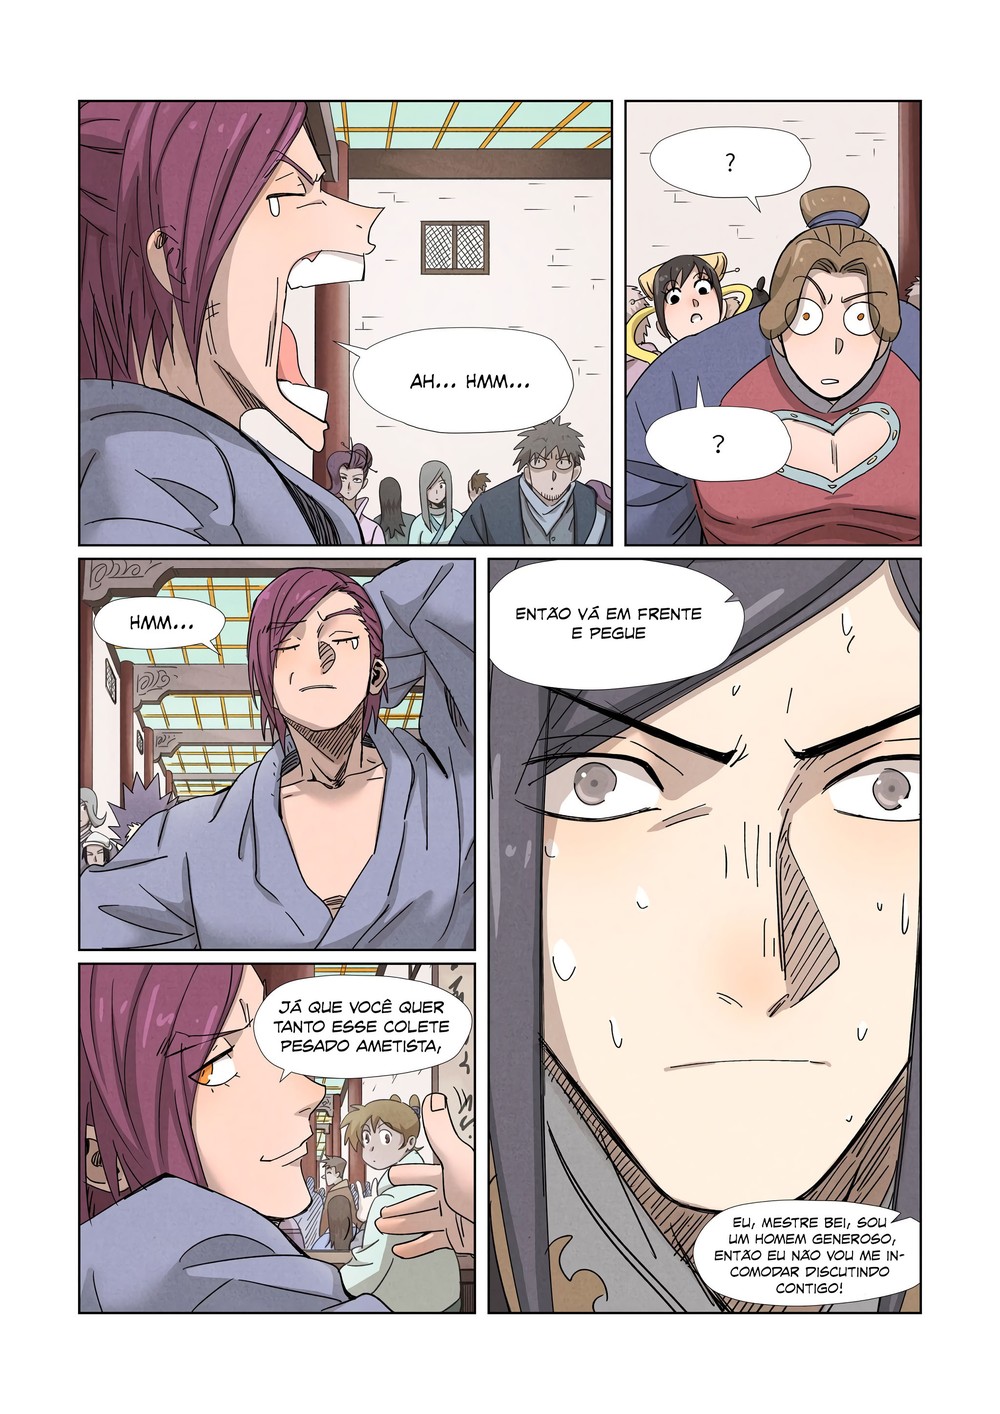 AH... HMM...
?
?
HMM...
JÁ QUE VOCÊ QUER
TANTO ESSE COLETE
PESADO AMETISTA,
ENTÃO VÁ EM FRENTE
E PEGUE
EU, MESTRE BEI, SOU
UM HOMEM GENEROSO,
ENTÃO EU NÃO VOU ME IN-
COMODAR DISCUTINDO
CONTIGO!